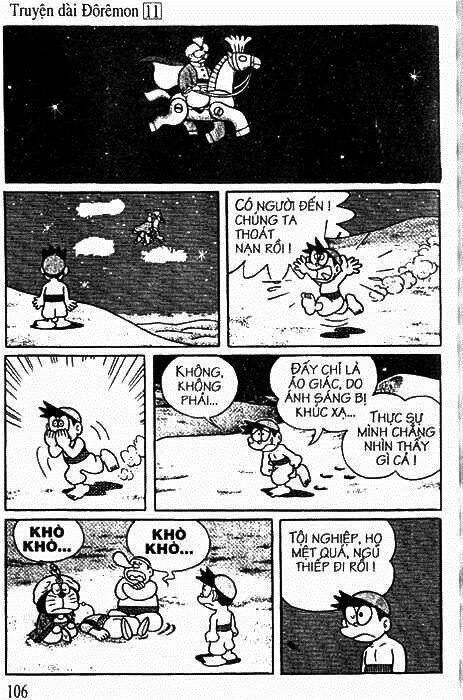 Truyện dài Đôrêmon 11
CÓ NGƯỜI ĐẾN !
CHÚNG TA
THOÁT
NẠN RỒI !
KHÔNG,
KHÔNG
PHẢI...
ĐẤY CHỈ LÀ
ẢO GIÁC, DO
ÁNH SÁNG BỊ
KHÚC XẠ...
THỰC SỰ
MÌNH CHẲNG
NHÌN THẤY
GÌ CẢ !
KHÒ
KHÒ...
KHÒ
KHÒ...
TỘI NGHIỆP, HỌ
MỆT QUÁ, NGỦ
THIẾP ĐI RỒI !
106